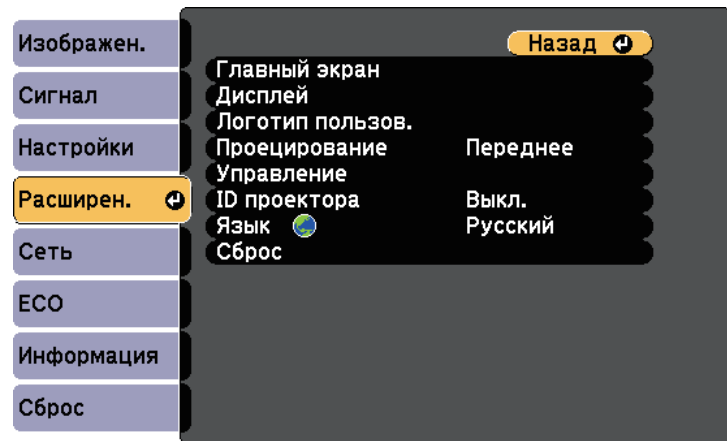 Изображен.
Сигнал
Настройки
Расширен.
Сеть
ECO
Информация
Сброс
Назад
Главный экран
Дисплей
Логотип пользов.
Проецирование Переднее
Управление
ID проектора Выкл.
Язык Русский
Сброс